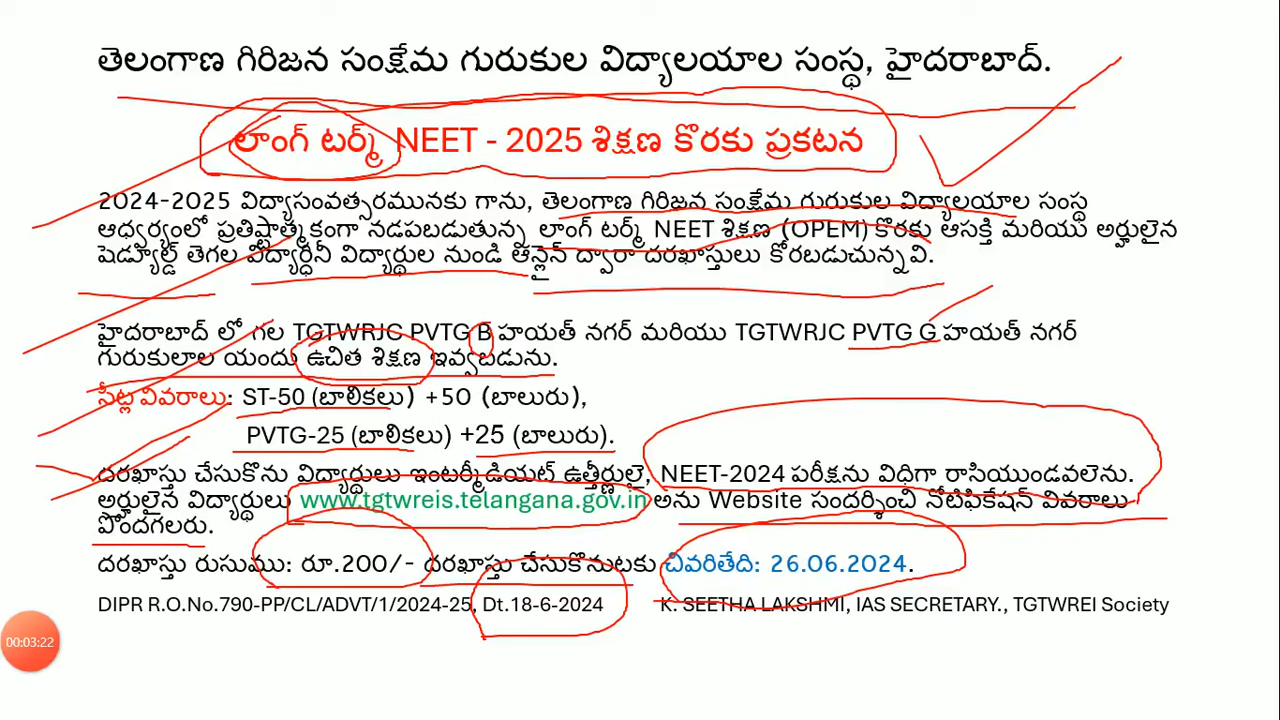 తెలంగాణ గిరిజన సంక్షేమ గురుకుల విద్యాలయాల సంస్థ, హైదరాబాద్.
లాంగ్ టర్మ్ NEET - 2025 శిక్షణ కొరకు ప్రకటన
2024-2025 విద్యాసంవత్సరమునకు గాను, తెలంగాణ గిరిజన సంక్షేమ గురుకుల విద్యాలయాల సంస్థ
ఆధ్వర్యంలో ప్రతిష్టాత్మకంగా నడపబడుతున్న లాంగ్ టర్మ్ NEET శిక్షణ (OPEM) కొరకు ఆసక్తి మరియు అర్హులైన
షెడ్యూల్డ్ తెగల విద్యార్ధినీ విద్యార్థుల నుండి ఆన్లైన్ ద్వారా దరఖాస్తులు కోరబడుచున్నవి.
హైదరాబాద్ లో గల TGTWRJC PVTG B హయత్ నగర్ మరియు TGTWRJC PVTG G హయత్ నగర్
గురుకులాల యందు ఉచిత శిక్షణ ఇవ్వబడును.
సీట్ల వివరాలు: ST-50 (బాలికలు) +50 (బాలురు),
PVTG-25 (బాలికలు) +25 (బాలురు).
దరఖాస్తు చేసుకొను విద్యార్థులు ఇంటర్మీడియట్ ఉత్తీర్ణులై, NEET-2024 పరీక్షను విధిగా రాసియుండవలెను.
అర్హులైన విద్యార్థులు www.tgtwreis.telangana.gov.in అను Website సందర్శించి నోటిఫికేషన్ వివరాలు
పొందగలరు.
దరఖాస్తు రుసుము: రూ.200/- దరఖాస్తు చేసుకొనుటకు చివరితేది: 26.06.2024.
DIPR R.O.No.790-PP/CL/ADVT/1/2024-25, Dt.18-6-2024 K. SEETHA LAKSHMI, IAS SECRETARY., TGTWREI Society
00:03:22